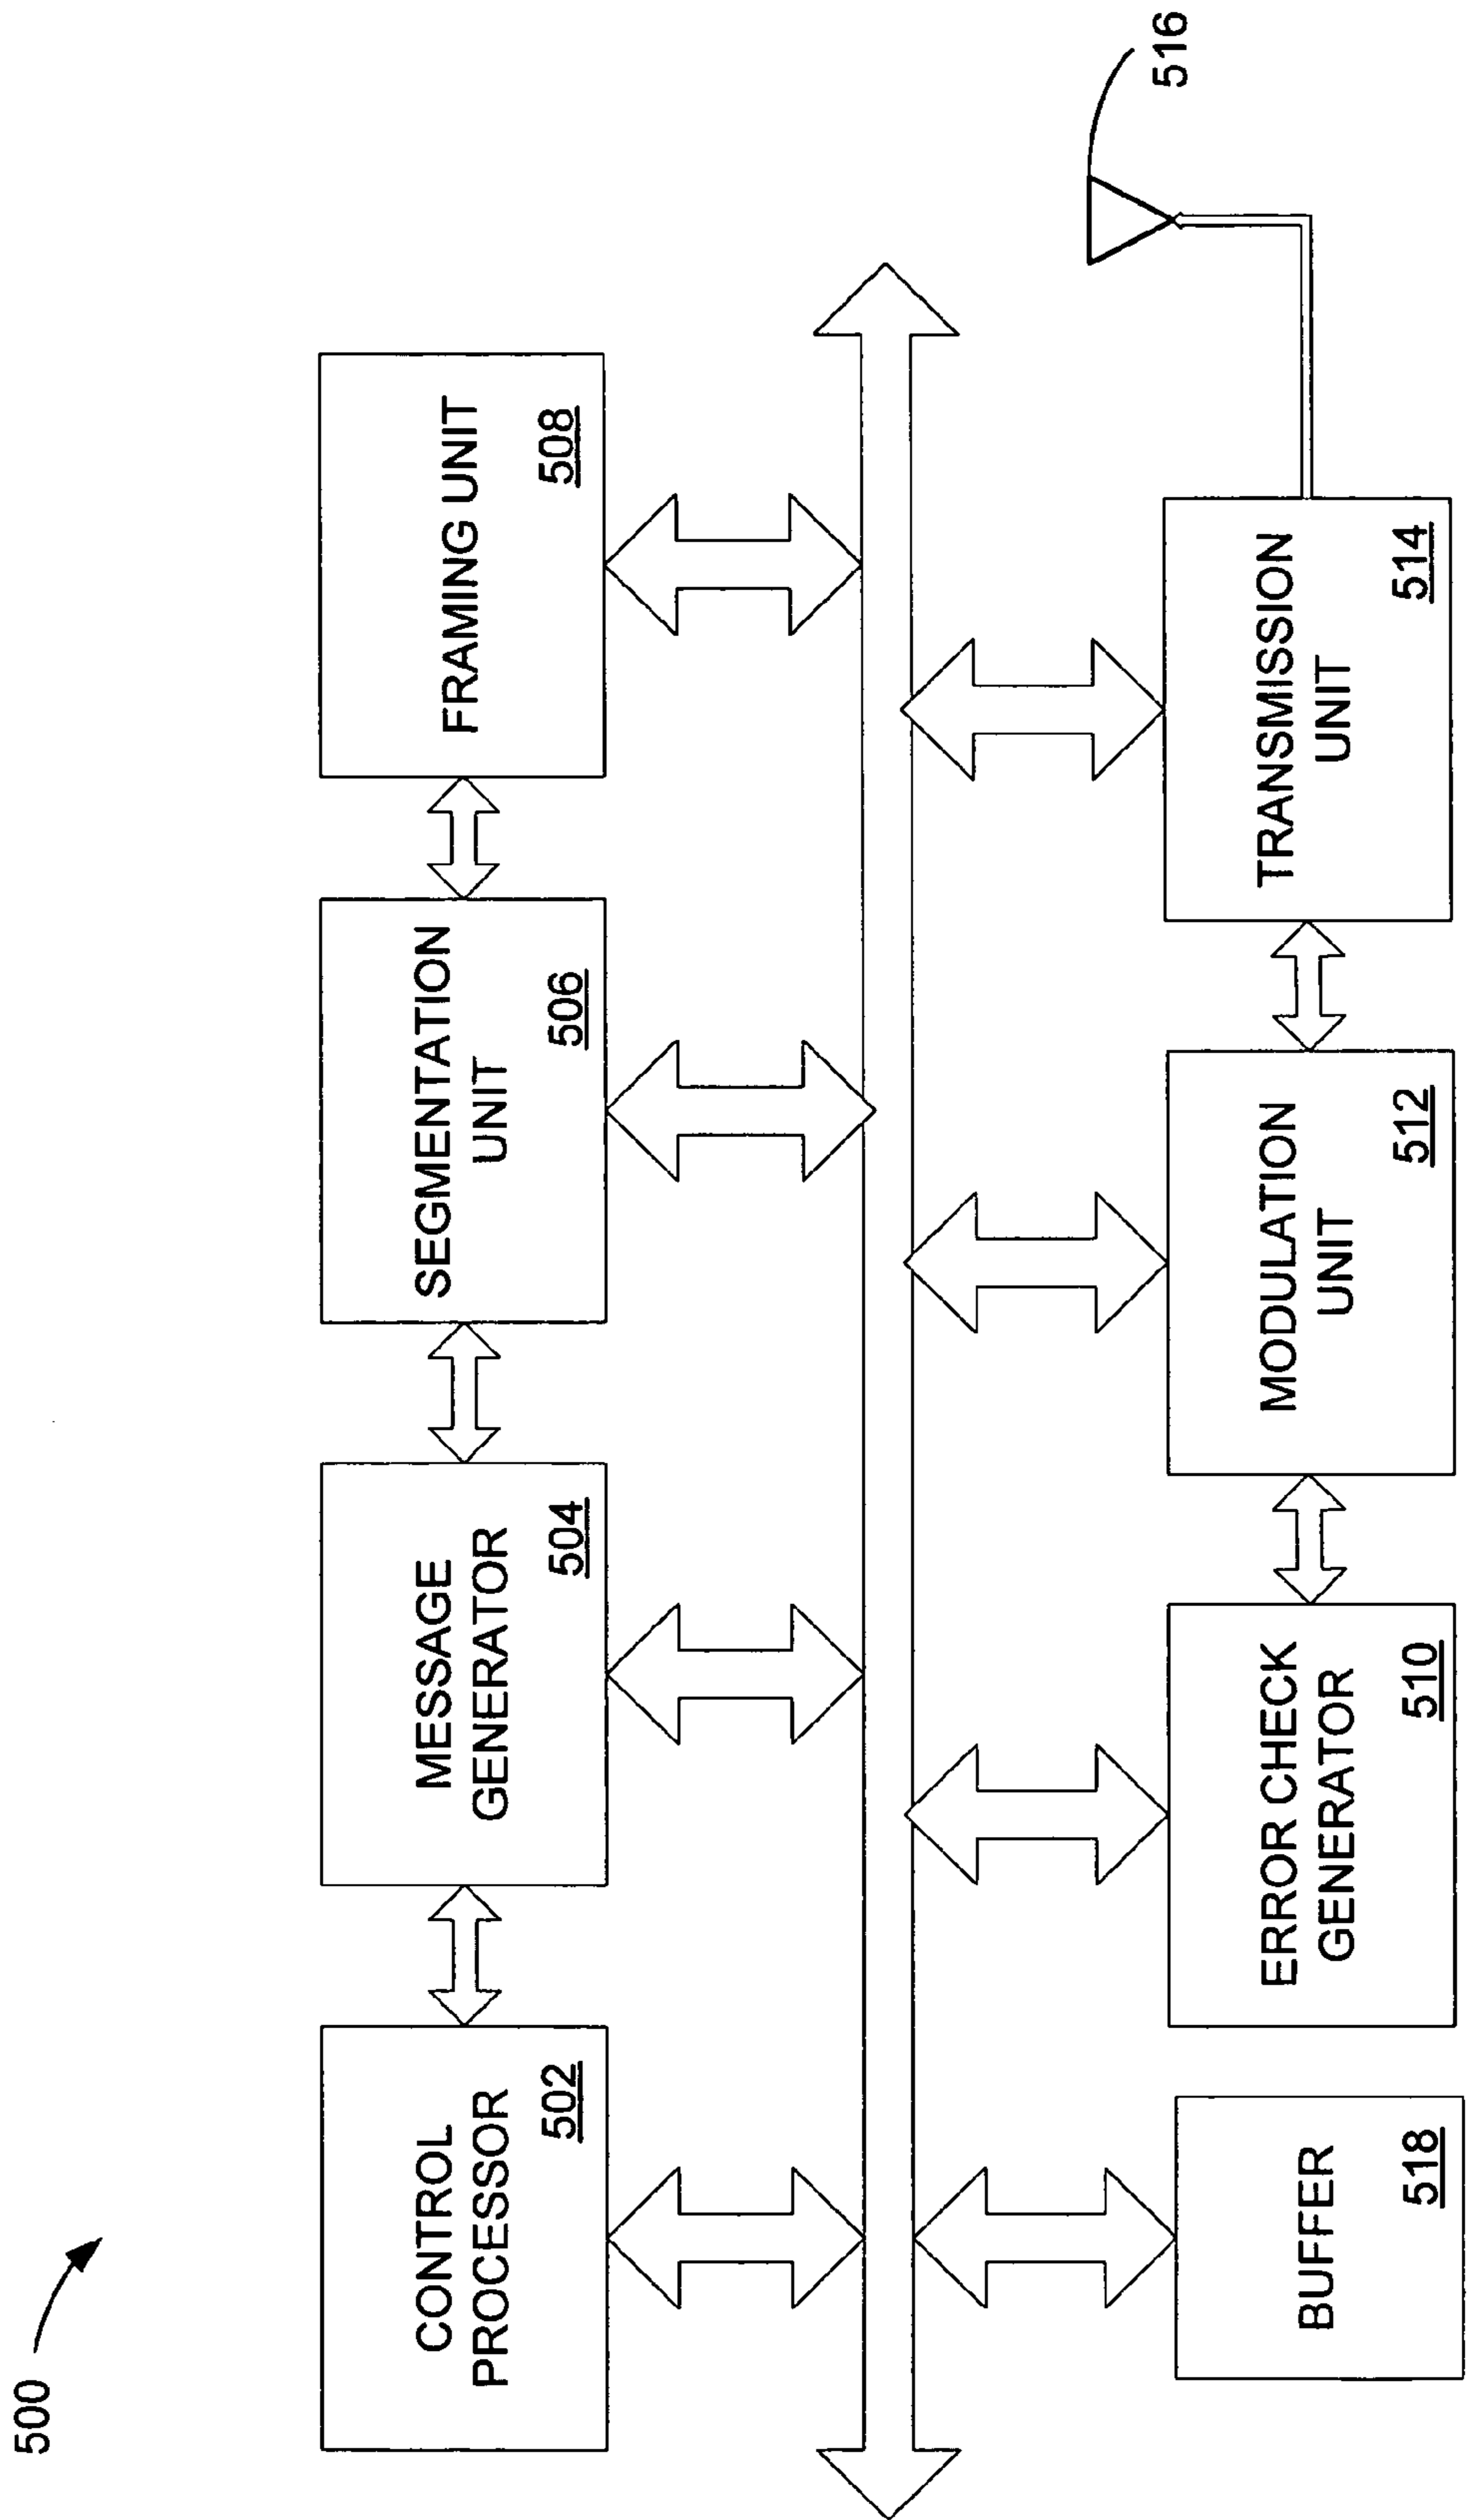 500
CONTROL
PROCESSOR
502
MESSAGE
GENERATOR
504
SEGMENTATION
UNIT
506
FRAMING UNIT
508
BUFFER
518
ERROR CHECK
GENERATOR
510
MODULATION
UNIT
512
TRANSMISSION
UNIT
514
516